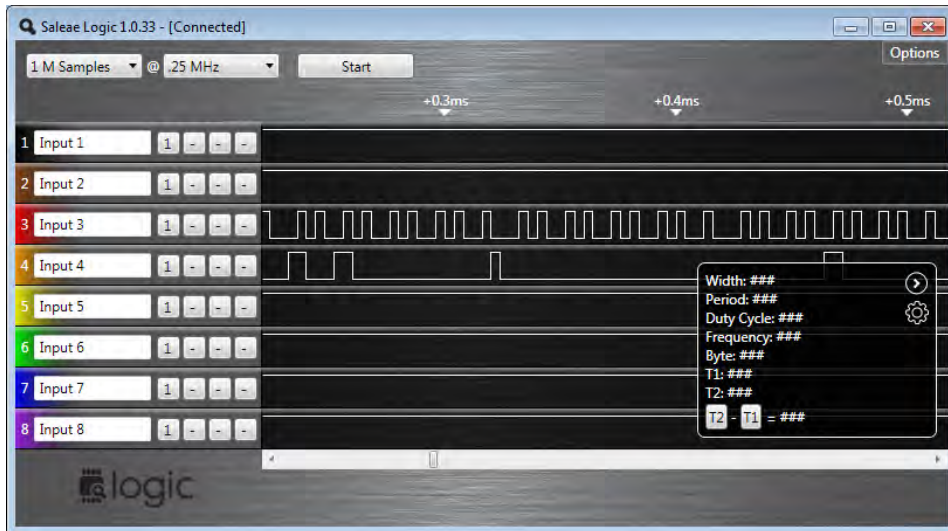 Saleae Logic 1.0.33 - [Connected]
1 M Samples @ .25 MHz Start Options
+0.3ms +0.4ms +0.5ms
1 Input 1 1 - - -
2 Input 2 1 - - -
3 Input 3 1 - - -
4 Input 4 1 - - -
5 Input 5 1 - - -
6 Input 6 1 - - -
7 Input 7 1 - - -
8 Input 8 1 - - -
Width: ###
Period: ###
Duty Cycle: ###
Frequency: ###
Byte: ###
T1: ###
T2: ###
T2 - T1 = ###
logic